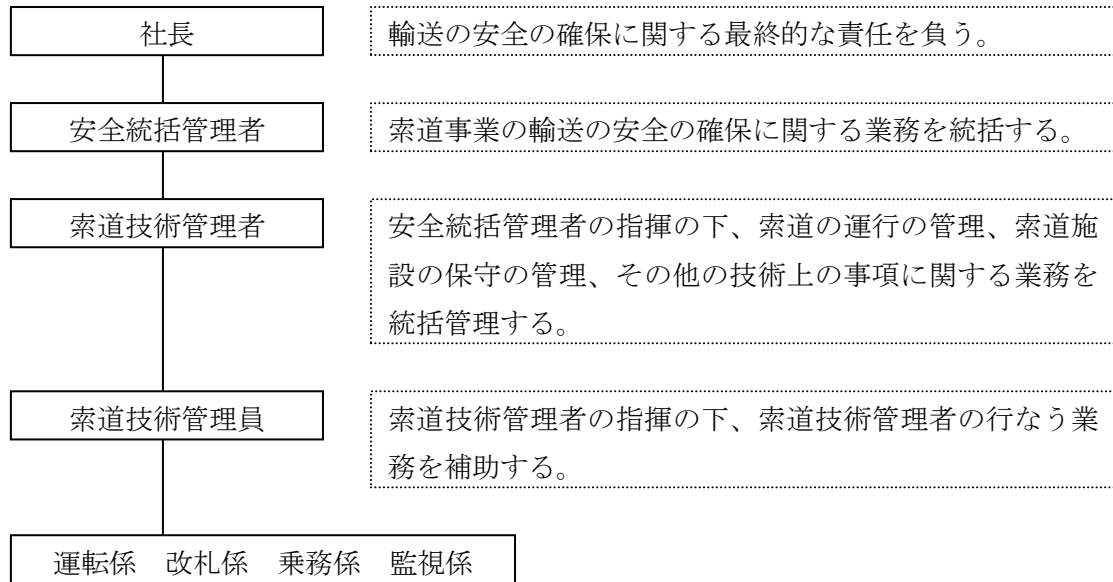 社長
輸送の安全の確保に関する最終的な責任を負う。
安全統括管理者
索道事業の輸送の安全の確保に関する業務を統括する。
索道技術管理者
安全統括管理者の指揮の下、索道の運行の管理、索道施
設の保守の管理、その他の技術上の事項に関する業務を
統括管理する。
索道技術管理員
索道技術管理者の指揮の下、索道技術管理者の行なう業
務を補助する。
運転係　改札係　乗務係　監視係